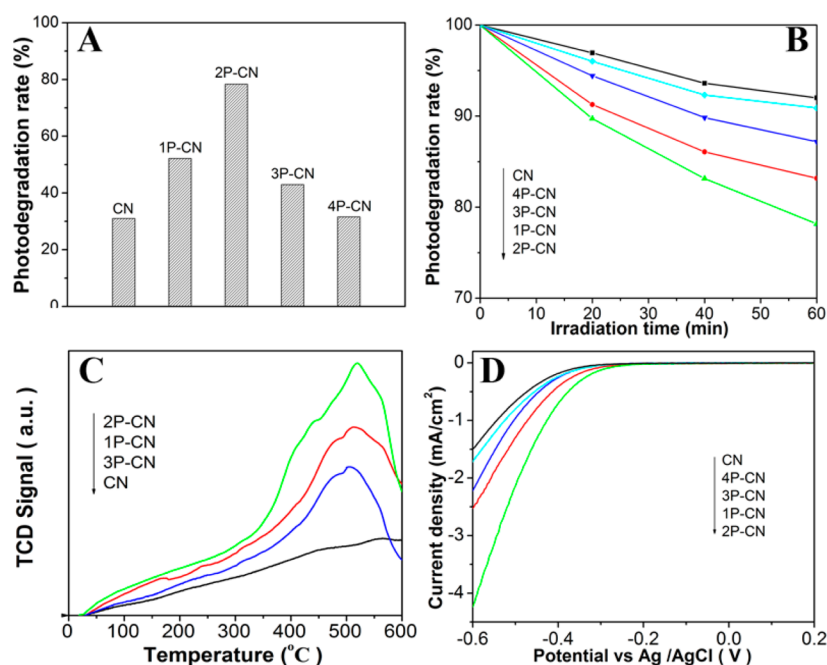 A
Photodegradation rate (%)
100
80
60
40
20
0
CN
1P-CN
2P-CN
3P-CN
4P-CN
B
Photodegradation rate (%)
100
90
80
70
CN
4P-CN
3P-CN
1P-CN
2P-CN
0
20
40
60
Irradiation time (min)
C
TCD Signal ( a.u. )
2P-CN
1P-CN
3P-CN
CN
0
100
200
300
400
500
600
Temperature (°C)
D
Current density (mA/cm²)
0
-1
-2
-3
-4
CN
4P-CN
3P-CN
1P-CN
2P-CN
-0.6
-0.4
-0.2
0.0
0.2
Potential vs Ag /AgCl ( V )